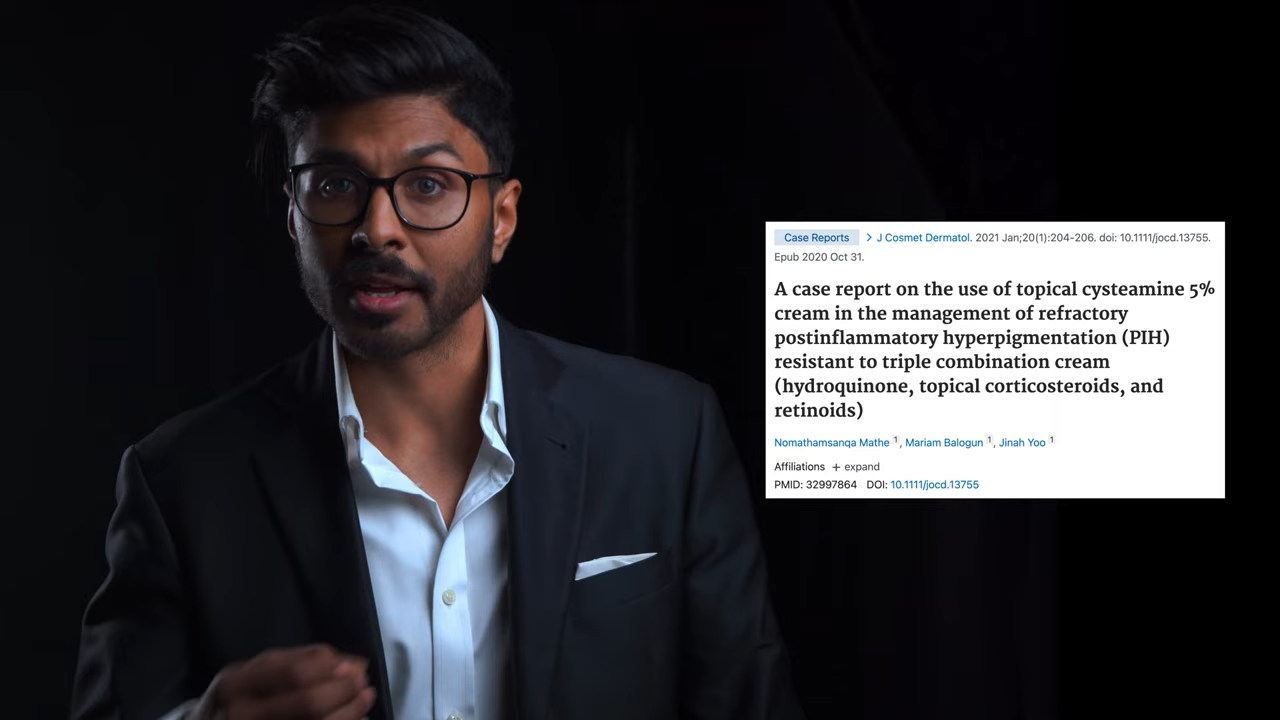 Case Reports > J Cosmet Dermatol. 2021 Jan;20(1):204-206. doi: 10.1111/jocd.13755.
Epub 2020 Oct 31.
A case report on the use of topical cysteamine 5%
cream in the management of refractory
postinflammatory hyperpigmentation (PIH)
resistant to triple combination cream
(hydroquinone, topical corticosteroids, and
retinoids)
Nomathamsanqa Mathe 1, Mariam Balogun 1, Jinah Yoo 1
Affiliations + expand
PMID: 32997864 DOI: 10.1111/jocd.13755